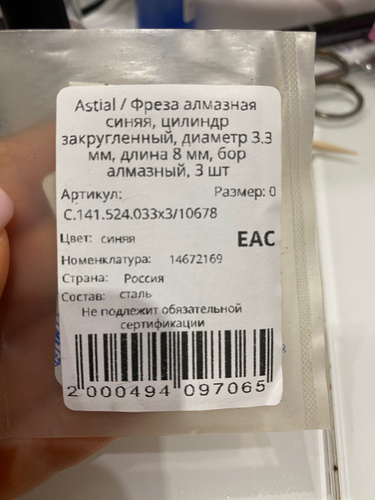 Astial / Фреза алмазная
синяя, цилиндр
закругленный, диаметр 3.3
мм, длина 8 мм, бор
алмазный, 3 шт
Артикул: Размер: 0
С.141.524.033х3/10678
Цвет: синяя EAC
Номенклатура: 14672169
Страна: Россия
Состав: сталь
Не подлежит обязательной
сертификации
2 000494 097065